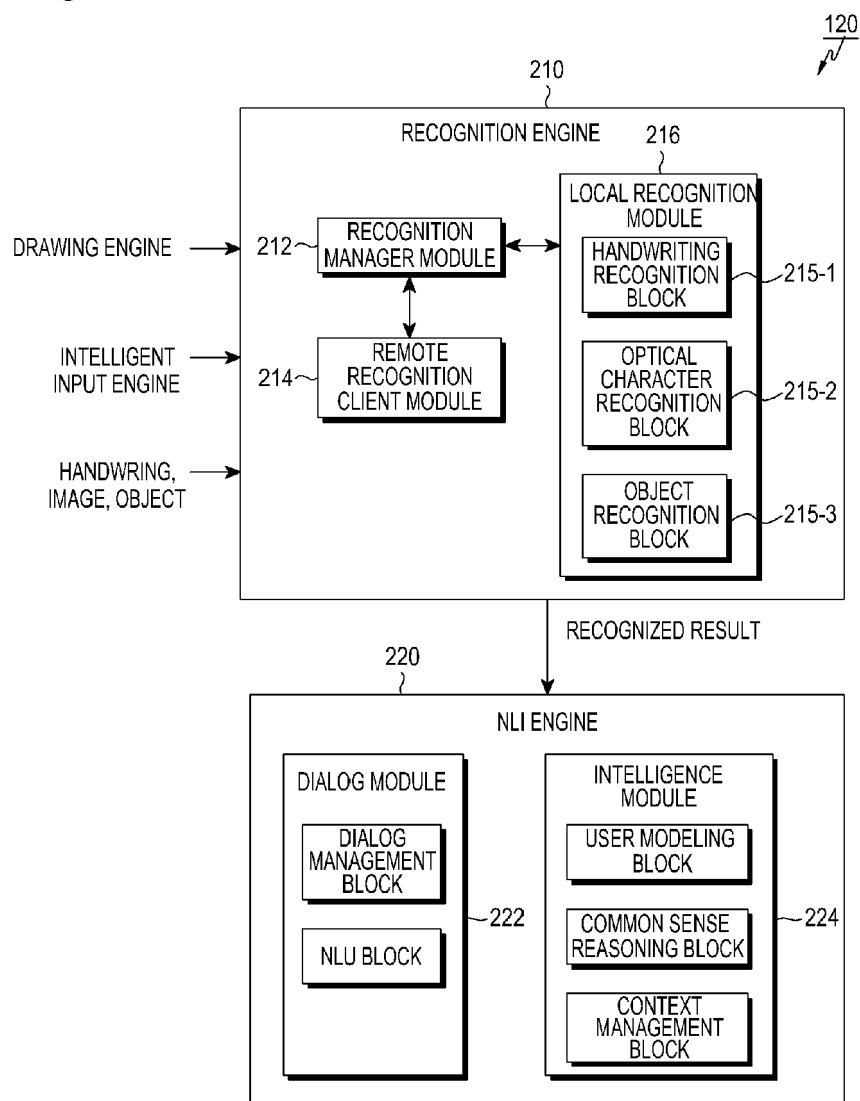 120
210
RECOGNITION ENGINE
216
LOCAL RECOGNITION
MODULE
DRAWING ENGINE
212
RECOGNITION
MANAGER MODULE
HANDWRITING
RECOGNITION
BLOCK
215-1
INTELLIGENT
INPUT ENGINE
214
REMOTE
RECOGNITION
CLIENT MODULE
OPTICAL
CHARACTER
RECOGNITION
BLOCK
215-2
HANDWRING,
IMAGE, OBJECT
OBJECT
RECOGNITION
BLOCK
215-3
RECOGNIZED RESULT
220
NLI ENGINE
DIALOG MODULE
DIALOG
MANAGEMENT
BLOCK
NLU BLOCK
222
INTELLIGENCE
MODULE
USER MODELING
BLOCK
COMMON SENSE
REASONING BLOCK
CONTEXT
MANAGEMENT
BLOCK
224